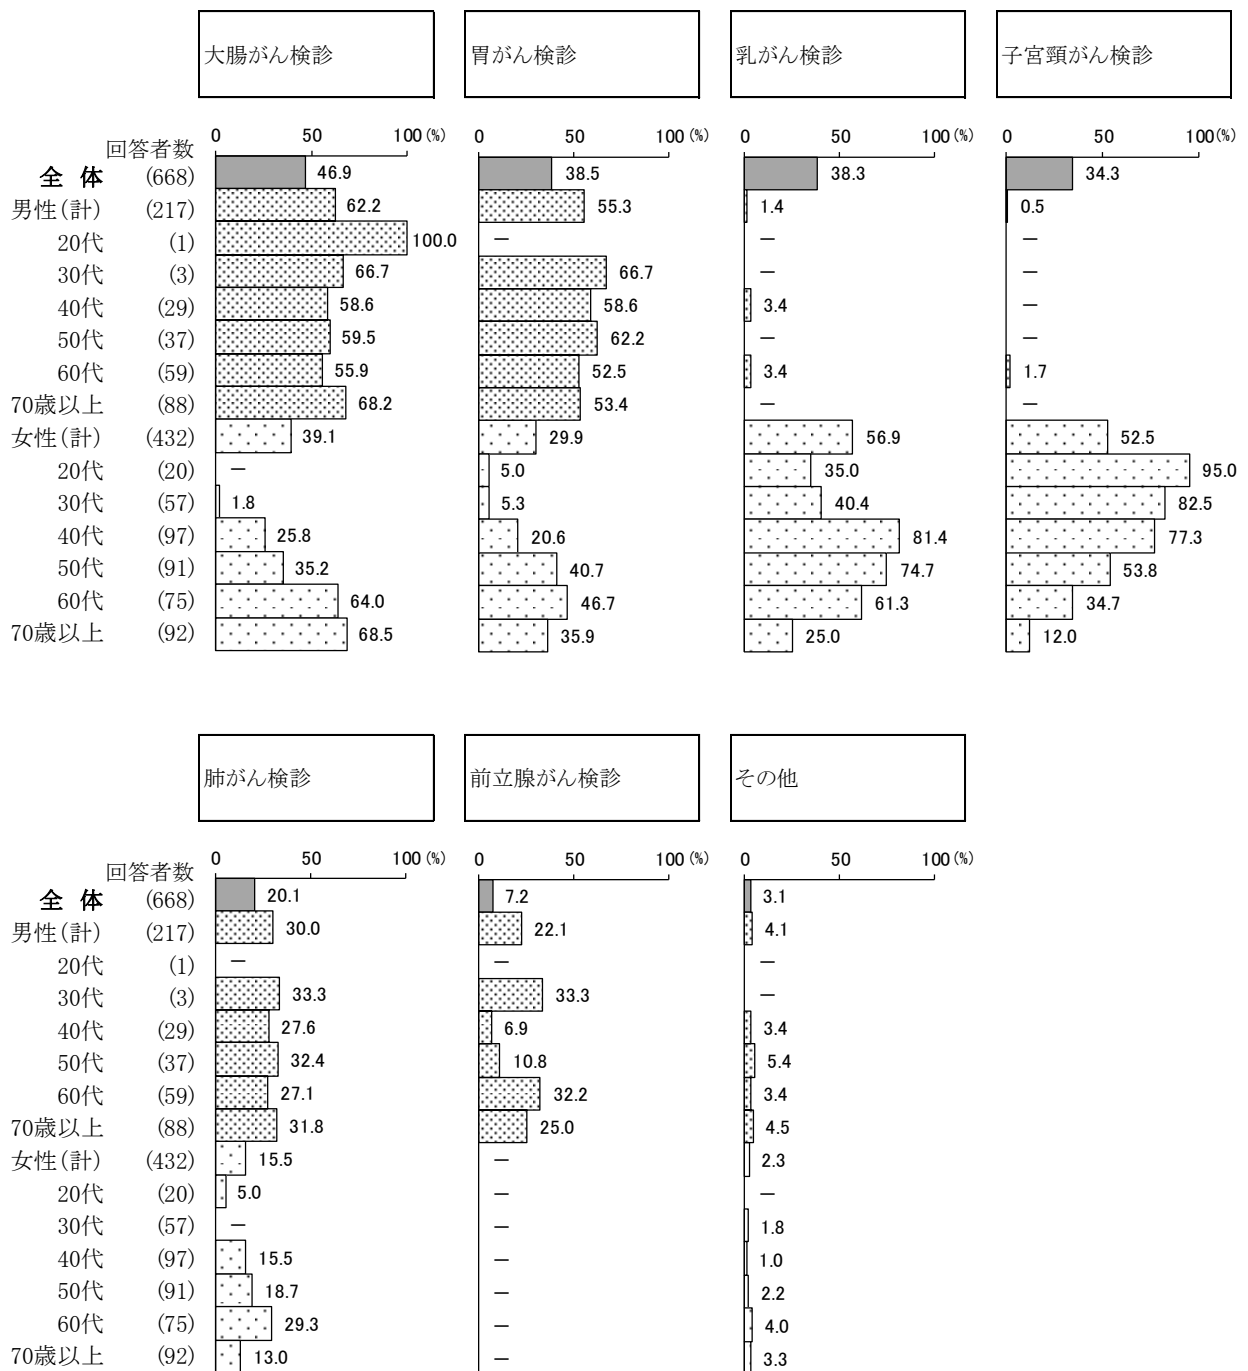 大腸がん検診 胃がん検診 乳がん検診 子宮頸がん検診
0 50 100(%) 0 50 100(%) 0 50 100(%) 0 50 100(%)
回答者数
全 体 (668) 46.9 38.5 38.3 34.3
男性(計) (217) 62.2 55.3 1.4 0.5
20代 (1) 100.0 － － －
30代 (3) 66.7 66.7 － －
40代 (29) 58.6 58.6 3.4 －
50代 (37) 59.5 62.2 － －
60代 (59) 55.9 52.5 3.4 1.7
70歳以上 (88) 68.2 53.4 － －
女性(計) (432) 39.1 29.9 56.9 52.5
20代 (20) － 5.0 35.0 95.0
30代 (57) 1.8 5.3 40.4 82.5
40代 (97) 25.8 20.6 81.4 77.3
50代 (91) 35.2 40.7 74.7 53.8
60代 (75) 64.0 46.7 61.3 34.7
70歳以上 (92) 68.5 35.9 25.0 12.0
肺がん検診 前立腺がん検診 その他
0 50 100(%) 0 50 100(%) 0 50 100(%)
回答者数
全 体 (668) 20.1 7.2 3.1
男性(計) (217) 30.0 22.1 4.1
20代 (1) － － －
30代 (3) 33.3 33.3 －
40代 (29) 27.6 6.9 3.4
50代 (37) 32.4 10.8 5.4
60代 (59) 27.1 32.2 3.4
70歳以上 (88) 31.8 25.0 4.5
女性(計) (432) 15.5 － 2.3
20代 (20) 5.0 － －
30代 (57) － － 1.8
40代 (97) 15.5 － 1.0
50代 (91) 18.7 － 2.2
60代 (75) 29.3 － 4.0
70歳以上 (92) 13.0 － 3.3